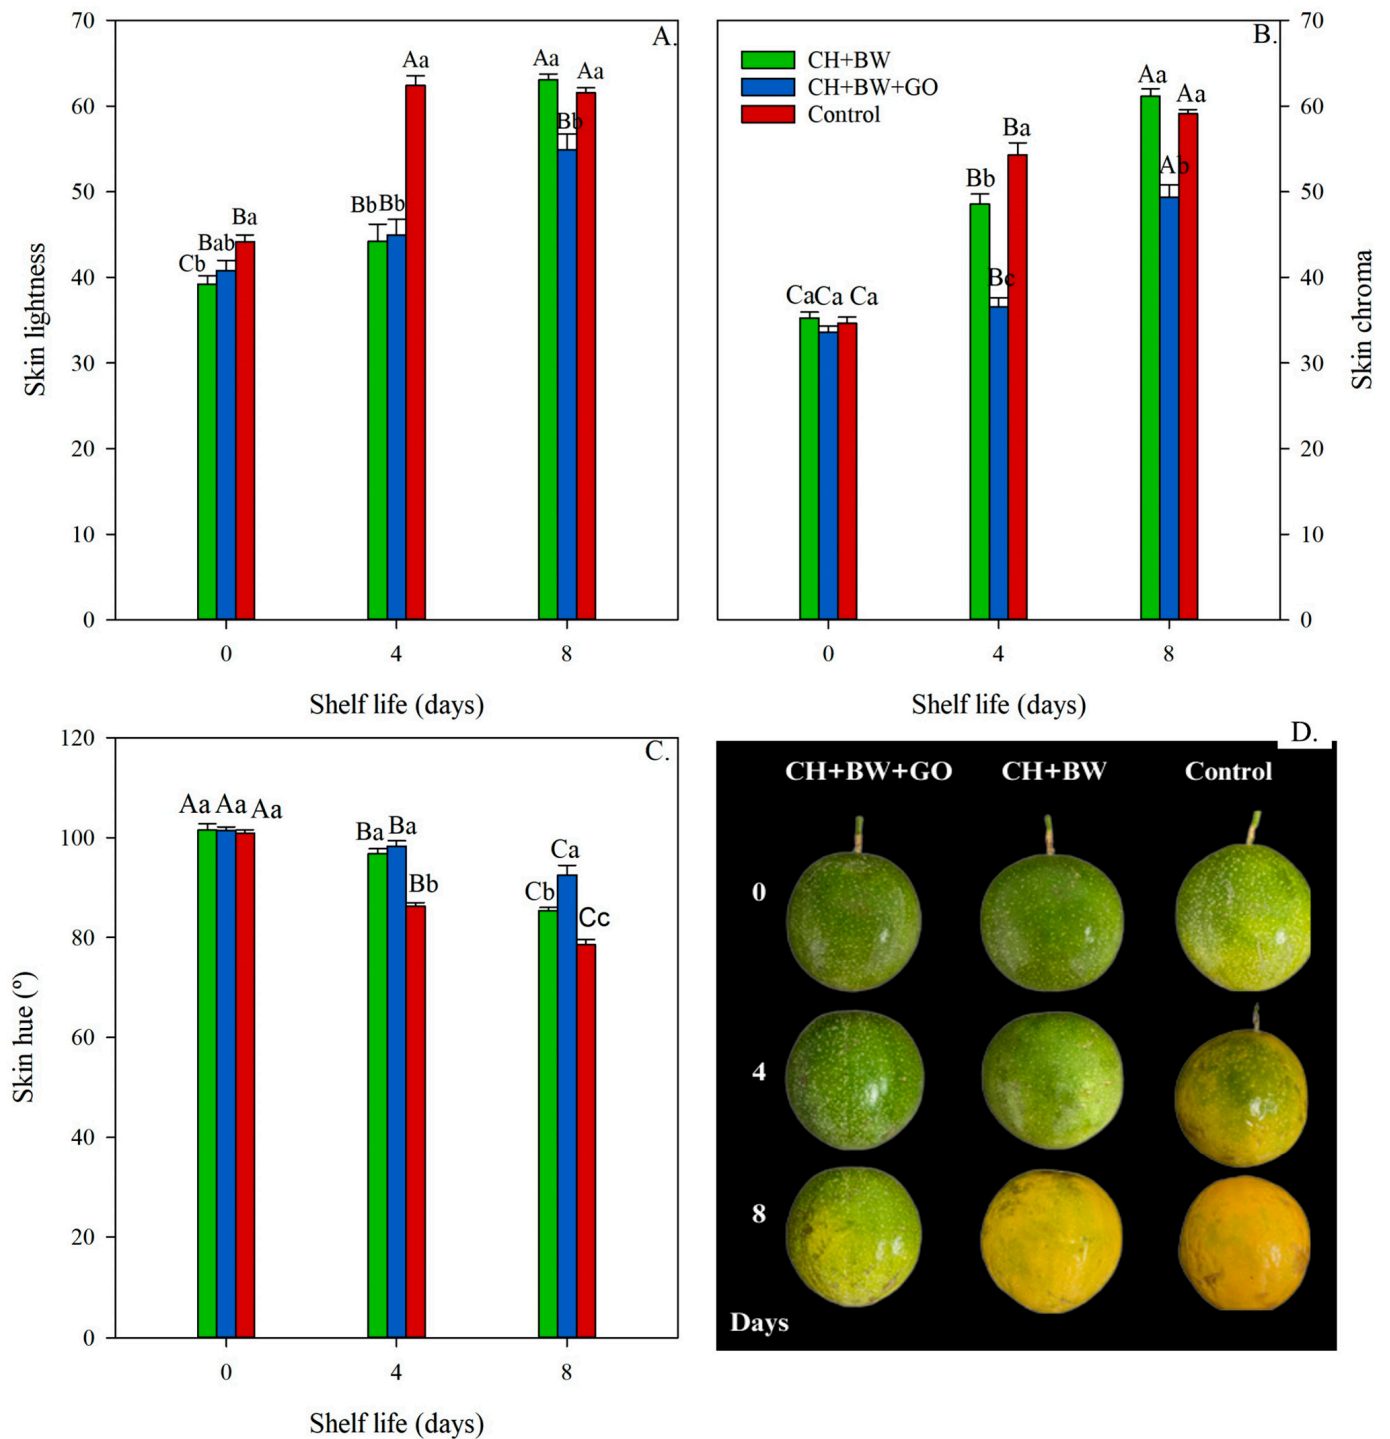 A.
70
60
50
40
30
20
10
0
Skin lightness
Cb Bab Ba
Bb Bb Aa
Aa Bb Aa
0 4 8
Shelf life (days)
B.
CH+BW
CH+BW+GO
Control
Ca Ca Ca
Bb Bc Ba
Aa Ab Aa
70
60
50
40
30
20
10
0
Skin chroma
0 4 8
Shelf life (days)
C.
120
100
80
60
40
20
0
Skin hue (º)
Aa Aa Aa
Ba Ba Bb
Cb Ca Cc
0 4 8
Shelf life (days)
D.
CH+BW+GO CH+BW Control
0
4
8
Days